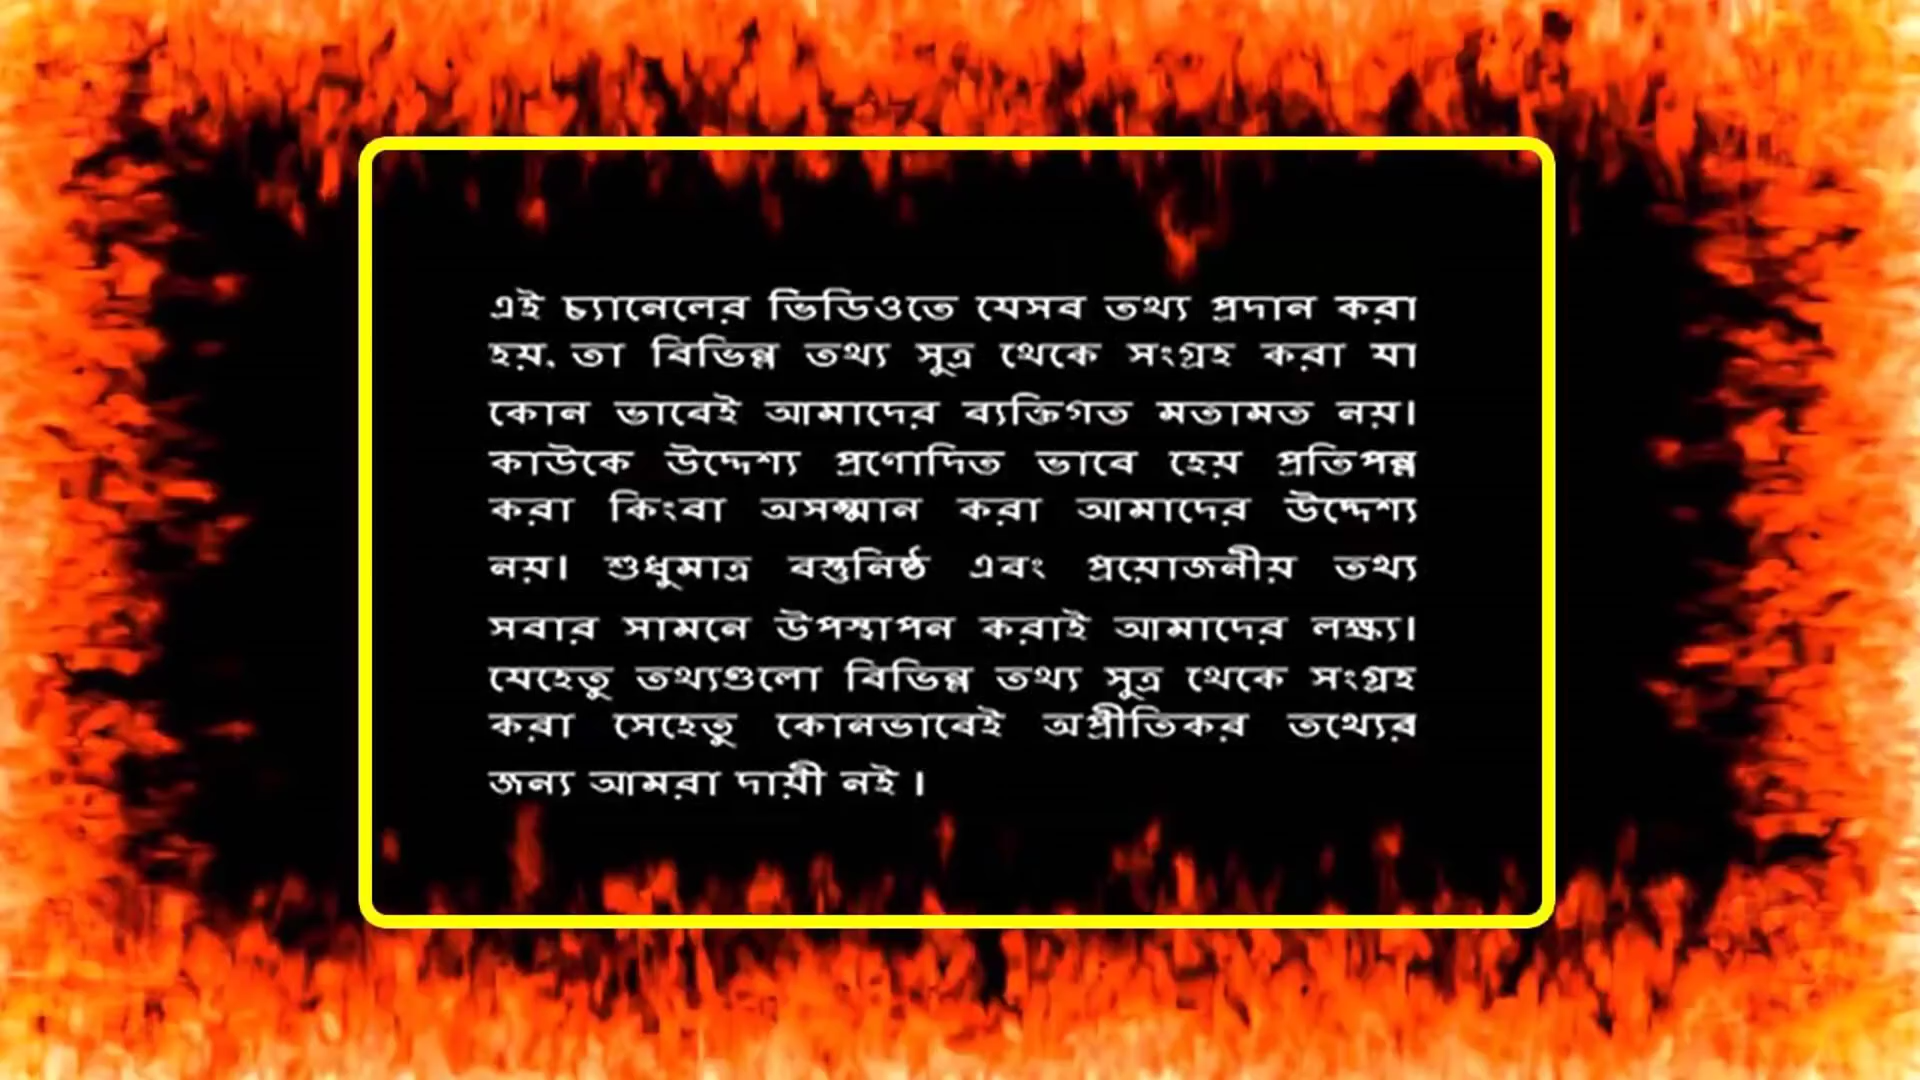 এই চ্যানেলের ভিডিওতে যেসব তথ্য প্রদান করা
হয়, তা বিভিন্ন তথ্য সুত্র থেকে সংগ্রহ করা যা
কোন ভাবেই আমাদের ব্যক্তিগত মতামত নয়।
কাউকে উদ্দেশ্য প্রণোদিত ভাবে হেয় প্রতিপন্ন
করা কিংবা অসম্মান করা আমাদের উদ্দেশ্য
নয়। শুধুমাত্র বস্তুনিষ্ঠ এবং প্রয়োজনীয় তথ্য
সবার সামনে উপস্থাপন করাই আমাদের লক্ষ্য।
যেহেতু তথ্যগুলো বিভিন্ন তথ্য সুত্র থেকে সংগ্রহ
করা সেহেতু কোনভাবেই অপ্রীতিকর তথ্যের
জন্য আমরা দায়ী নই ।